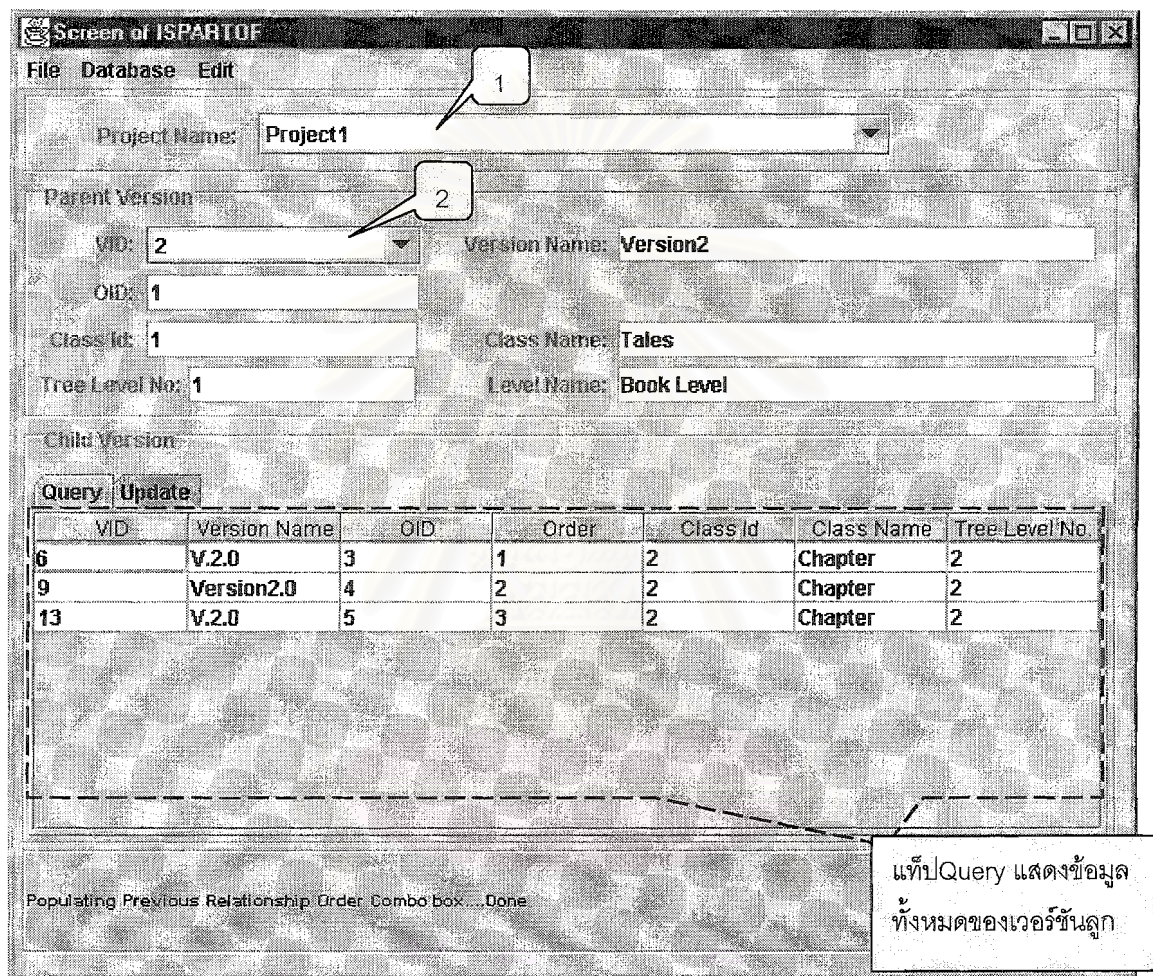 Screen of ISPARTOF
File Database Edit
1
Project Name: Project1
Parent Version
2
VID: 2 Version Name: Version2
OID: 1
Class Id: 1 Class Name: Tales
Tree Level No: 1 Level Name: Book Level
Child Version
Query Update
VID Version Name OID Order Class Id Class Name Tree Level No.
6 V.2.0 3 1 2 Chapter 2
9 Version2.0 4 2 2 Chapter 2
13 V.2.0 5 3 2 Chapter 2
แท็ปQuery แสดงข้อมูล
ทั้งหมดของเวอร์ชันลูก
Populating Previous Relationship Order Combo box....Done